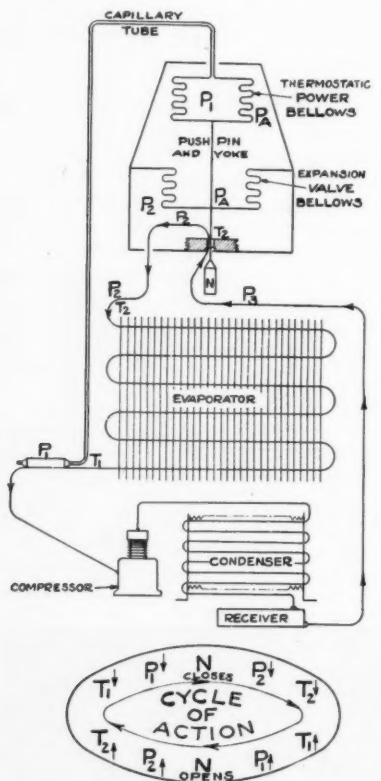 CAPILLARY
TUBE
P1
THERMOSTATIC
POWER
BELLOWS
PA
PUSH PIN
AND YOKE
EXPANSION
VALVE
BELLOWS
P2
PA
P2
T2
N
P2
T2
P3
EVAPORATOR
P1
T1
COMPRESSOR
CONDENSER
RECEIVER
T1↓ P1↓ N CLOSES P2↓ T2↓
CYCLE
OF
ACTION
T2↑ P2↑ N OPENS P1↑ T1↑